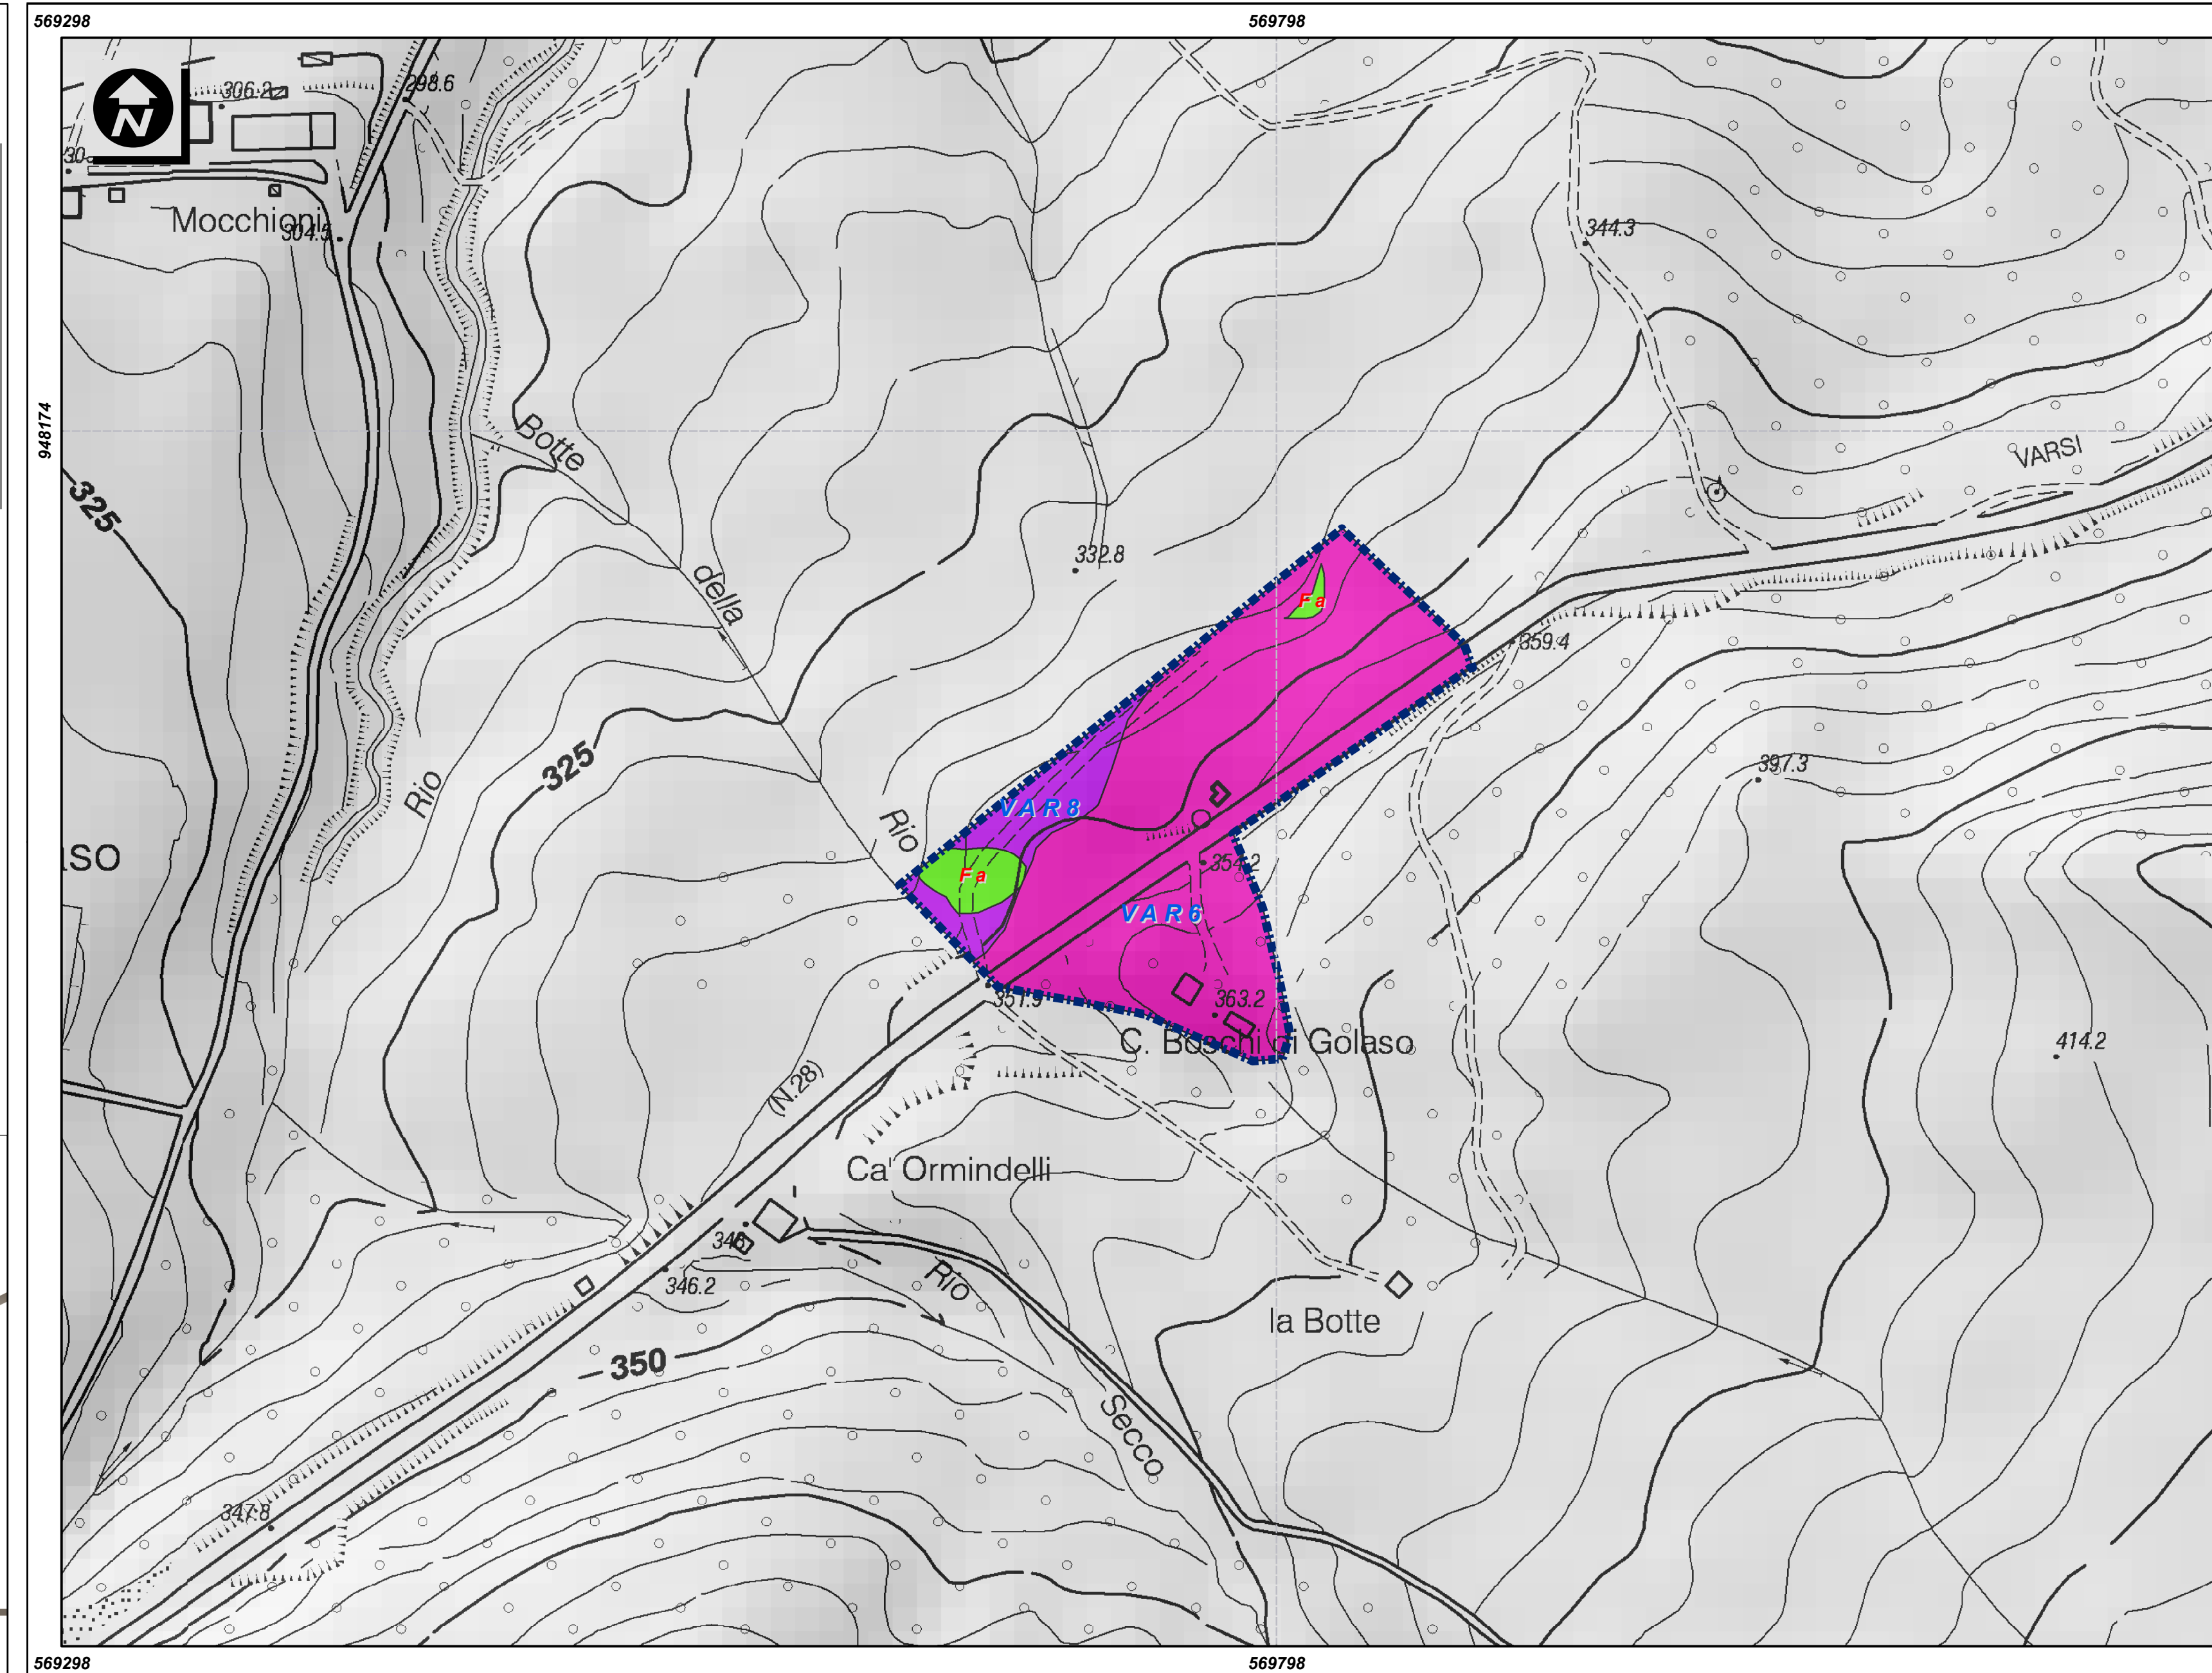 569298
569798
306.2
298.6
N
30
Mocchioni
304.5
344.3
948174
Botte
VARSI
325
332.8
della
Fa
359.4
325
Rio
397.3
VAR8
Rio
aso
354.2
Fa
VAR6
351.9
363.2
C. Boschi di Golaso
414.2
(N.28)
Ca' Ormindelli
346.2
Rio
la Botte
350
Secco
347.8
569298
569798